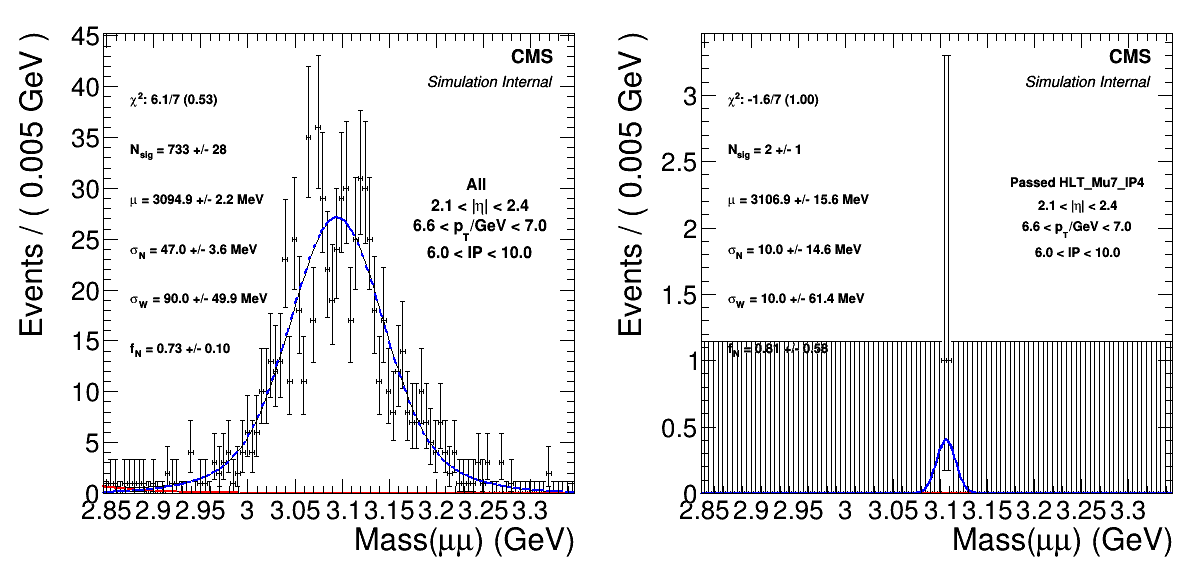 Events / ( 0.005 GeV )
45
40
35
30
25
20
15
10
5
0
CMS
Simulation Internal
χ²: 6.1/7 (0.53)
N_sig = 733 +/- 28
μ = 3094.9 +/- 2.2 MeV
σ_N = 47.0 +/- 3.6 MeV
σ_W = 90.0 +/- 49.9 MeV
f_N = 0.73 +/- 0.10
All
2.1 < |η| < 2.4
6.6 < p_T/GeV < 7.0
6.0 < IP < 10.0
2.85 2.9 2.95 3 3.05 3.1 3.15 3.2 3.25 3.3
Mass(μμ) (GeV)
Events / ( 0.005 GeV )
3
2.5
2
1.5
1
0.5
0
CMS
Simulation Internal
χ²: -1.6/7 (1.00)
N_sig = 2 +/- 1
μ = 3106.9 +/- 15.6 MeV
σ_N = 10.0 +/- 14.6 MeV
σ_W = 10.0 +/- 61.4 MeV
f_N = 0.81 +/- 0.58
Passed HLT_Mu7_IP4
2.1 < |η| < 2.4
6.6 < p_T/GeV < 7.0
6.0 < IP < 10.0
2.85 2.9 2.95 3 3.05 3.1 3.15 3.2 3.25 3.3
Mass(μμ) (GeV)